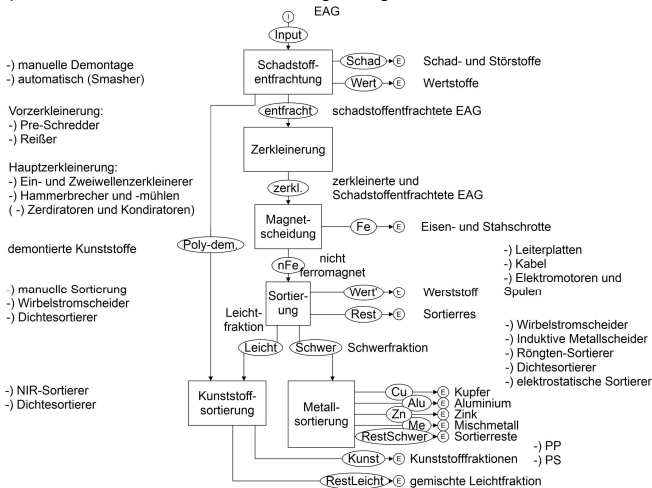 EAG
I
Input
-) manuelle Demontage
-) automatisch (Smasher)
Schadstoff-
entfrachtung
Schad
E
Schad- und Störstoffe
Wert
E
Wertstoffe
entfracht
schadstoffentfrachtete EAG
Vorzerkleinerung:
-) Pre-Schredder
-) Reißer
Zerkleinerung
Hauptzerkleinerung:
-) Ein- und Zweiwellenzerkleinerer
-) Hammerbrecher und -mühlen
( -) Zerdiratoren und Kondiratoren)
zerkl.
zerkleinerte und
Schadstoffentfrachtete EAG
Magnet-
scheidung
Fe
E
Eisen- und Stahschrotte
demontierte Kunststoffe
Poly-dem.
nFe
nicht
ferromagnet
-) Leiterplatten
-) Kabel
-) Elektromotoren und
Spulen
-) manuelle Sortierung
-) Wirbelstromscheider
-) Dichtesortierer
Sortier-
ung
Wert'
E
Werststoff
Rest
E
Sortierres
Leicht-
fraktion
Leicht
Schwer
Schwerfraktion
-) Wirbelstromscheider
-) Induktive Metallscheider
-) Röngten-Sortierer
-) Dichtesortierer
-) elektrostatische Sortierer
-) NIR-Sortierer
-) Dichtesortierer
Kunststoff-
sortierung
Metall-
sortierung
Cu
E
Kupfer
Alu
E
Aluminium
Zn
E
Zink
Me
E
Mischmetall
RestSchwer
E
Sortierreste
Kunst
E
Kunststofffraktionen
-) PP
-) PS
RestLeicht
E
gemischte Leichtfraktion